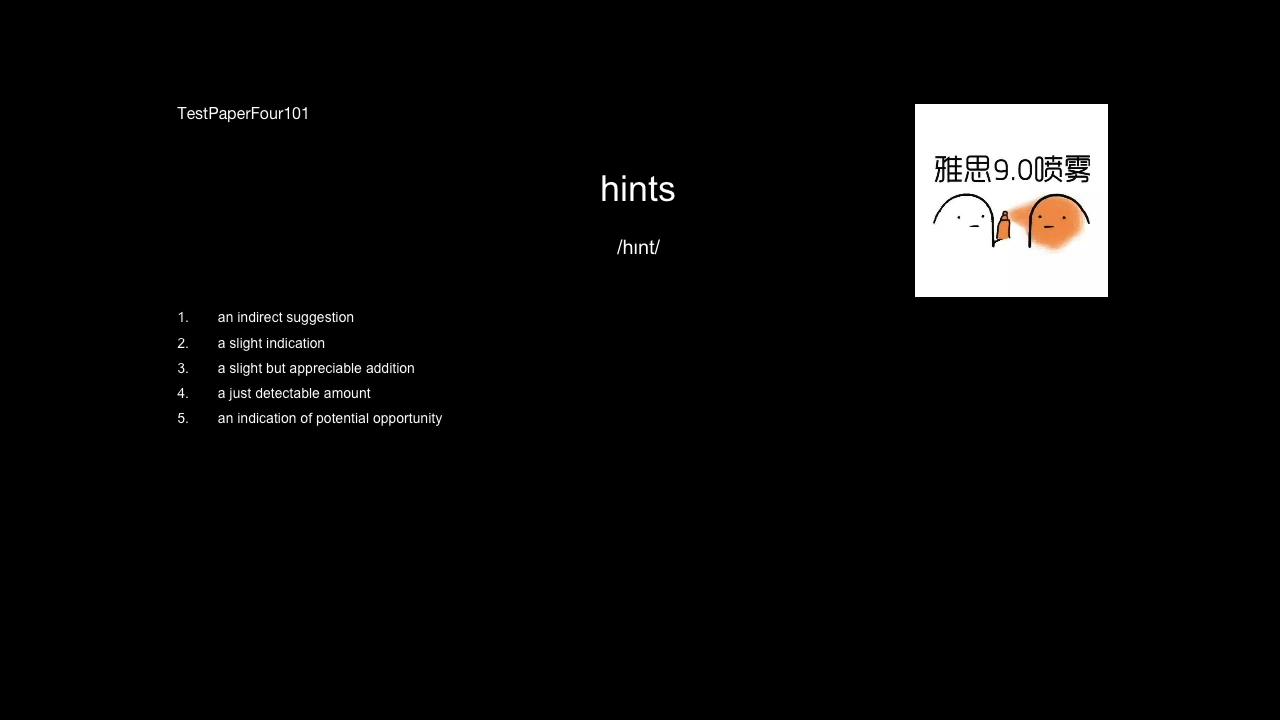 TestPaperFour101
雅思9.0喷雾
hints
/hınt/
1. an indirect suggestion
2. a slight indication
3. a slight but appreciable addition
4. a just detectable amount
5. an indication of potential opportunity